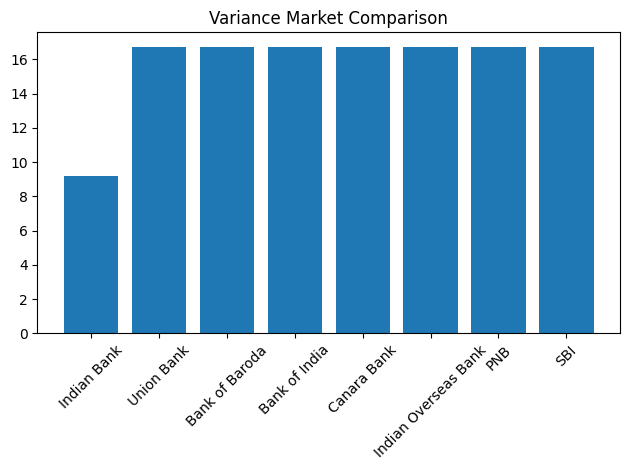 Variance Market Comparison
16
14
12
10
8
6
4
2
0
Indian Bank
Union Bank
Bank of Baroda
Bank of India
Canara Bank
Indian Overseas Bank
PNB
SBI